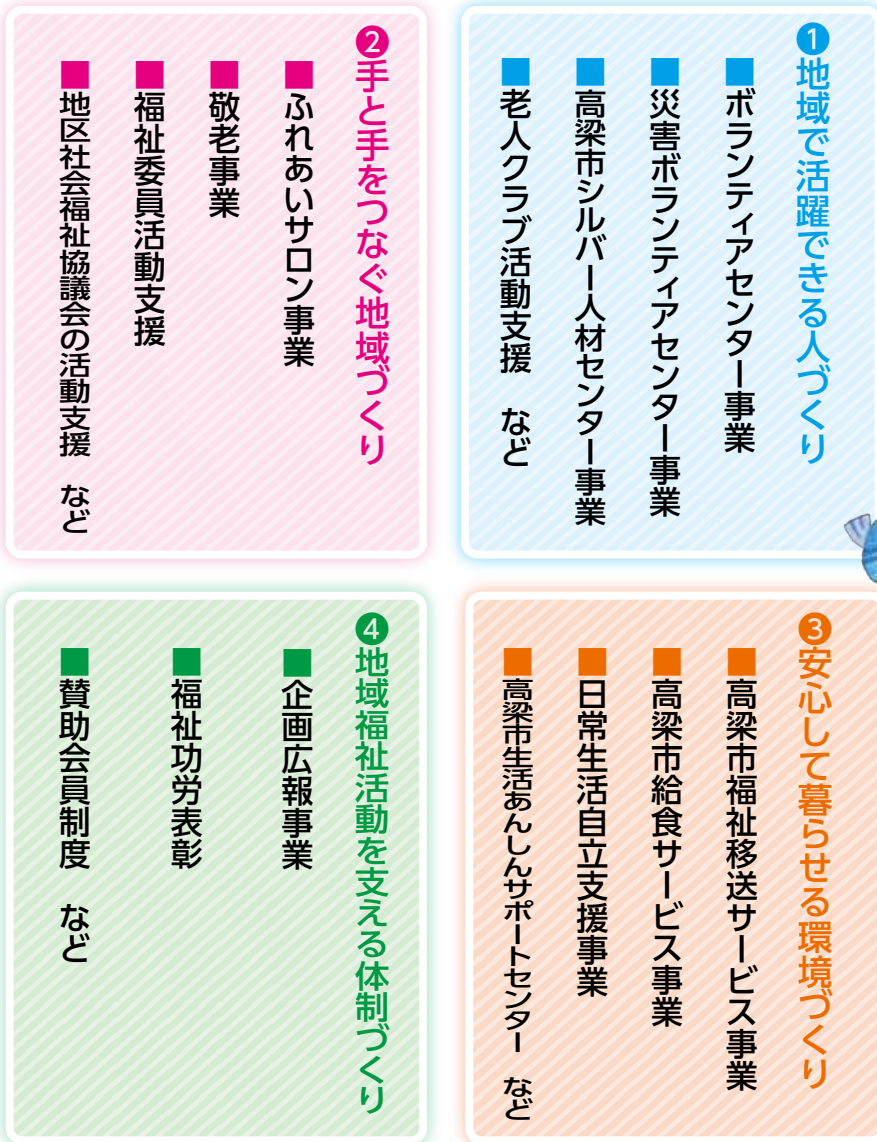 ❶地域で活躍できる人づくり
■ボランティアセンター事業
■災害ボランティアセンター事業
■高梁市シルバー人材センター事業
■老人クラブ活動支援　など
❷手と手をつなぐ地域づくり
■ふれあいサロン事業
■敬老事業
■福祉委員活動支援
■地区社会福祉協議会の活動支援　など
❸安心して暮らせる環境づくり
■高梁市福祉移送サービス事業
■高梁市給食サービス事業
■日常生活自立支援事業
■高梁市生活あんしんサポートセンター　など
❹地域福祉活動を支える体制づくり
■企画広報事業
■福祉功労表彰
■賛助会員制度　など